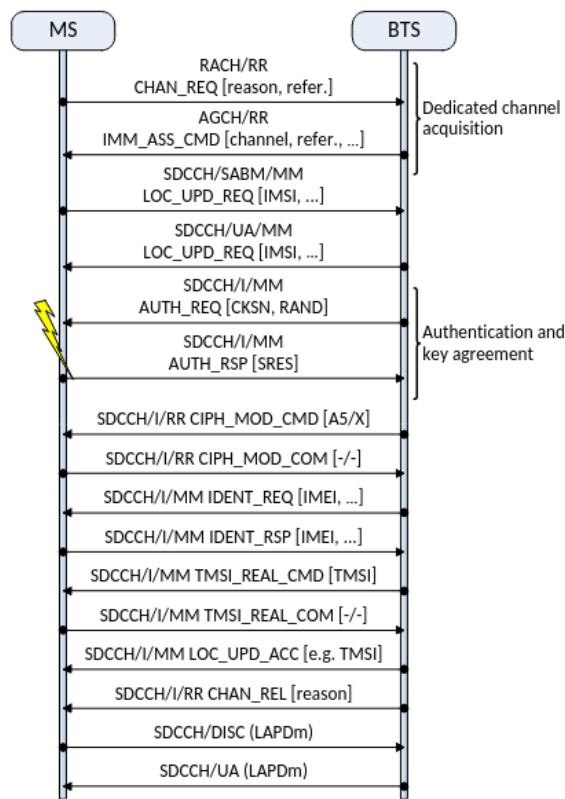 MS
BTS
RACH/RR
CHAN_REQ [reason, refer.]
AGCH/RR
IMM_ASS_CMD [channel, refer., ...]
Dedicated channel
acquisition
SDCCH/SABM/MM
LOC_UPD_REQ [IMSI, ...]
SDCCH/UA/MM
LOC_UPD_REQ [IMSI, ...]
SDCCH/I/MM
AUTH_REQ [CKSN, RAND]
SDCCH/I/MM
AUTH_RSP [SRES]
Authentication and
key agreement
SDCCH/I/RR CIPH_MOD_CMD [A5/X]
SDCCH/I/RR CIPH_MOD_COM [-/-]
SDCCH/I/MM IDENT_REQ [IMEI, ...]
SDCCH/I/MM IDENT_RSP [IMEI, ...]
SDCCH/I/MM TMSI_REAL_CMD [TMSI]
SDCCH/I/MM TMSI_REAL_COM [-/-]
SDCCH/I/MM LOC_UPD_ACC [e.g. TMSI]
SDCCH/I/RR CHAN_REL [reason]
SDCCH/DISC (LAPDm)
SDCCH/UA (LAPDm)